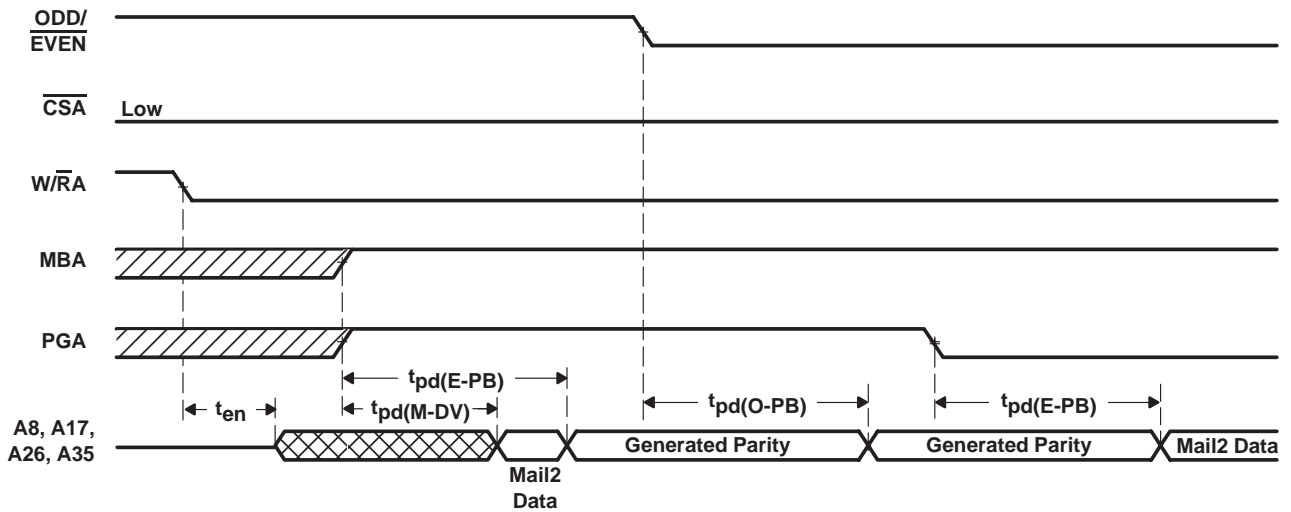 ODD/
EVEN
CSA
Low
W/RA
MBA
PGA
tpd(E-PB)
ten
tpd(M-DV)
tpd(O-PB)
tpd(E-PB)
A8, A17,
A26, A35
Generated Parity
Generated Parity
Mail2 Data
Mail2
Data